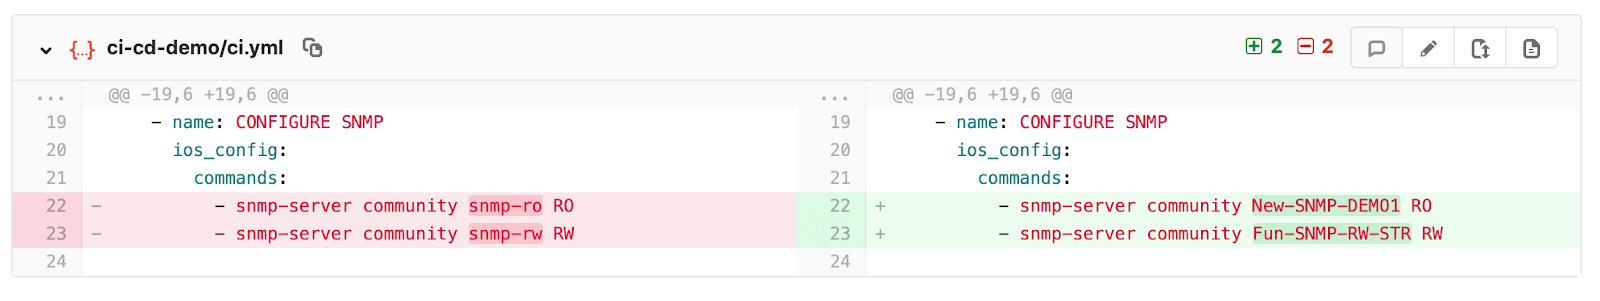 {...} ci-cd-demo/ci.yml 2 2
... @@ -19,6 +19,6 @@
19 - name: CONFIGURE SNMP
20 ios_config:
21 commands:
22 - - snmp-server community snmp-ro RO
23 - - snmp-server community snmp-rw RW
24
... @@ -19,6 +19,6 @@
19 - name: CONFIGURE SNMP
20 ios_config:
21 commands:
22 + - snmp-server community New-SNMP-DEMO1 RO
23 + - snmp-server community Fun-SNMP-RW-STR RW
24